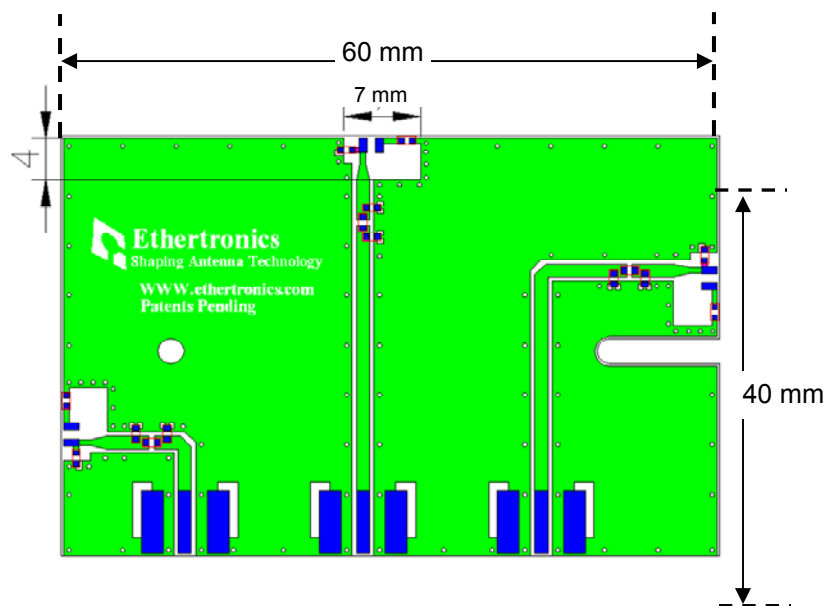 60 mm
7 mm
4
Ethertronics
Shaping Antenna Technology
WWW.ethertronics.com
Patents Pending
40 mm